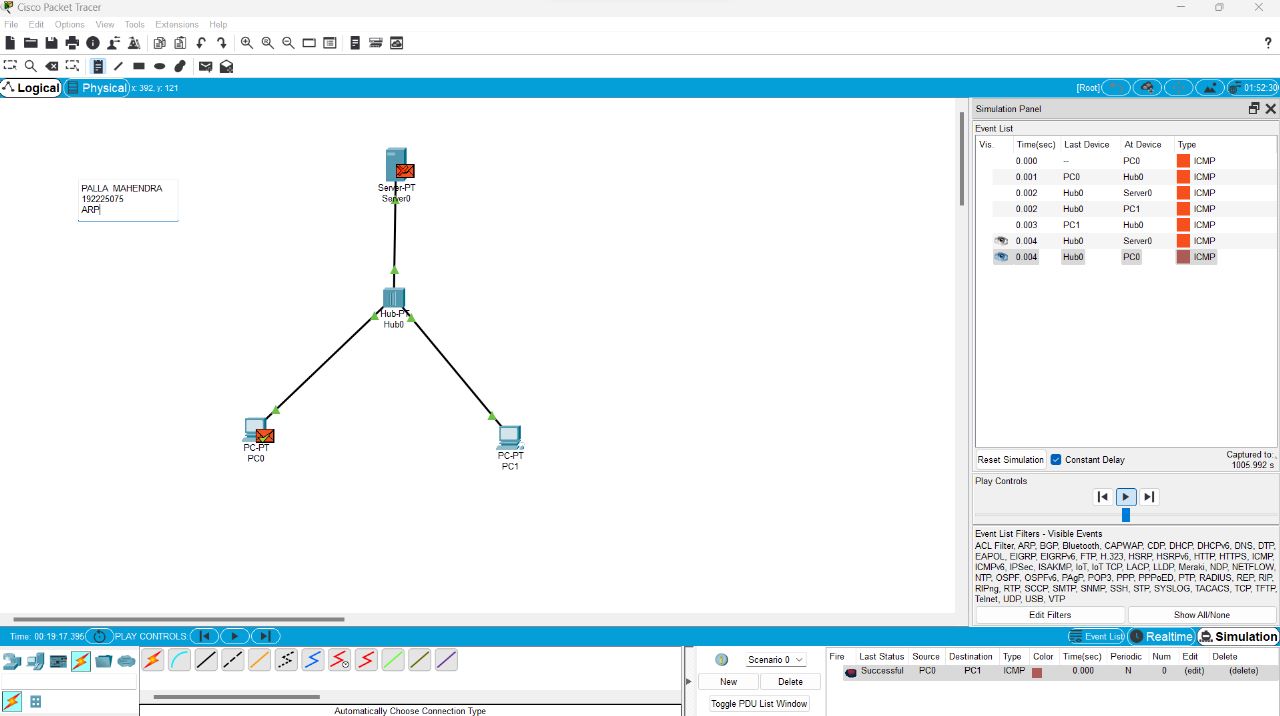 Cisco Packet Tracer
File Edit Options View Tools Extensions Help
?
Logical Physical x: 392, y: 121 [Root] 01:52:30
PALLA MAHENDRA
192225075
ARP
Server-PT
Server0
Hub-PT
Hub0
PC-PT
PC0
PC-PT
PC1
Simulation Panel
Event List
Vis. Time(sec) Last Device At Device Type
0.000 -- PC0 ICMP
0.001 PC0 Hub0 ICMP
0.002 Hub0 Server0 ICMP
0.002 Hub0 PC1 ICMP
0.003 PC1 Hub0 ICMP
0.004 Hub0 Server0 ICMP
0.004 Hub0 PC0 ICMP
Reset Simulation Constant Delay Captured to:
1005.992 s
Play Controls
Event List Filters - Visible Events
ACL Filter, ARP, BGP, Bluetooth, CAPWAP, CDP, DHCP, DHCPv6, DNS, DTP,
EAPOL, EIGRP, EIGRPv6, FTP, H.323, HSRP, HSRPv6, HTTP, HTTPS, ICMP,
ICMPv6, IPSec, ISAKMP, IoT, IoT TCP, LACP, LLDP, Meraki, NDP, NETFLOW,
NTP, OSPF, OSPFv6, PAgP, POP3, PPP, PPPoED, PTP, RADIUS, REP, RIP,
RIPng, RTP, SCCP, SMTP, SNMP, SSH, STP, SYSLOG, TACACS, TCP, TFTP,
Telnet, UDP, USB, VTP
Edit Filters Show All/None
Time: 00:19:17.395 PLAY CONTROLS: Event List Realtime Simulation
Automatically Choose Connection Type
Scenario 0
New Delete
Toggle PDU List Window
Fire Last Status Source Destination Type Color Time(sec) Periodic Num Edit Delete
Successful PC0 PC1 ICMP 0.000 N 0 (edit) (delete)